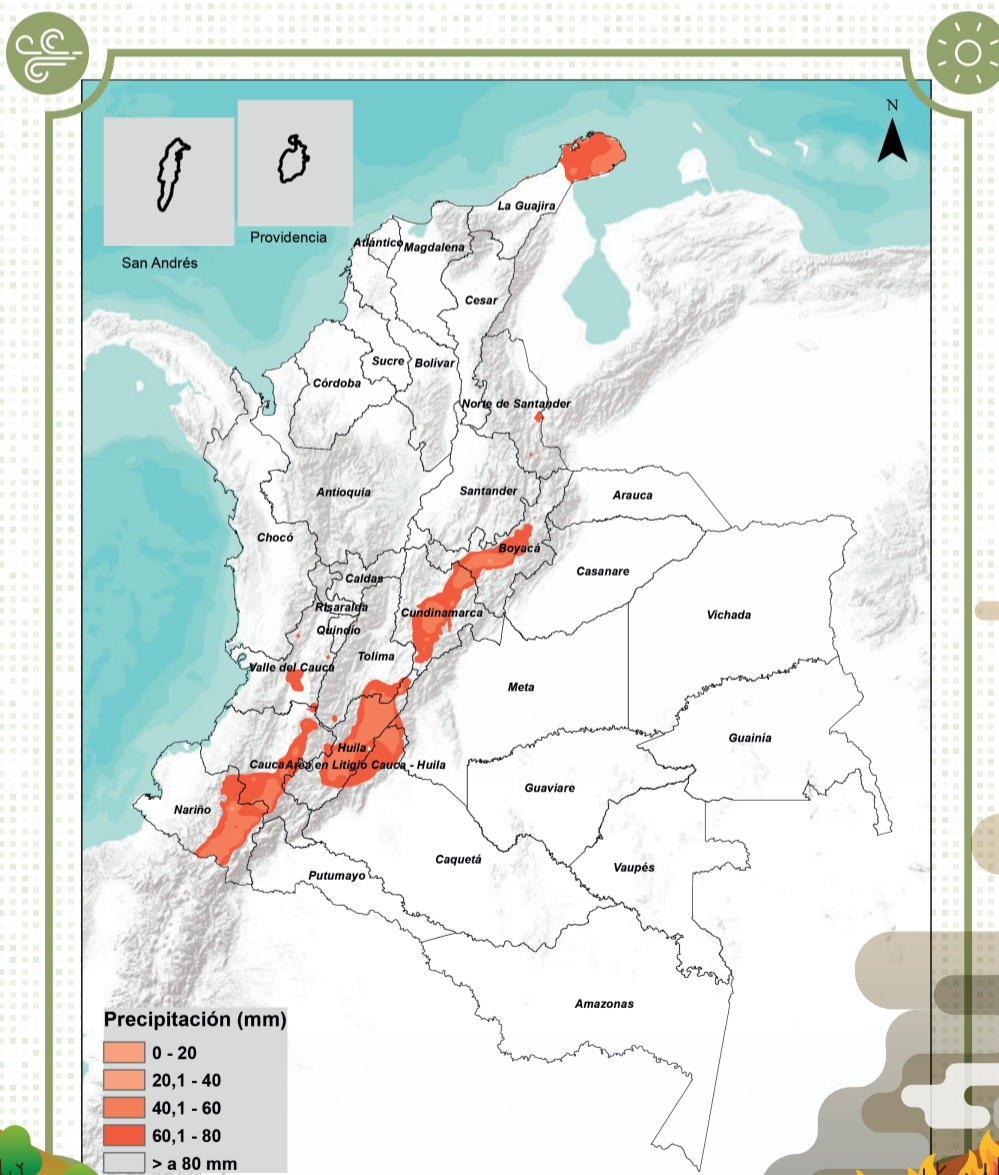 N
San Andrés
Providencia
La Guajira
Atlántico
Magdalena
Cesar
Sucre
Bolívar
Córdoba
Norte de Santander
Antioquia
Santander
Arauca
Chocó
Boyacá
Casanare
Caldas
Risaralda
Cundinamarca
Vichada
Quindío
Tolima
Valle del Cauca
Meta
Guainía
Huila
Cauca
Area en Litigio Cauca - Huila
Guaviare
Nariño
Caquetá
Vaupés
Putumayo
Amazonas
Precipitación (mm)
0 - 20
20,1 - 40
40,1 - 60
60,1 - 80
> a 80 mm